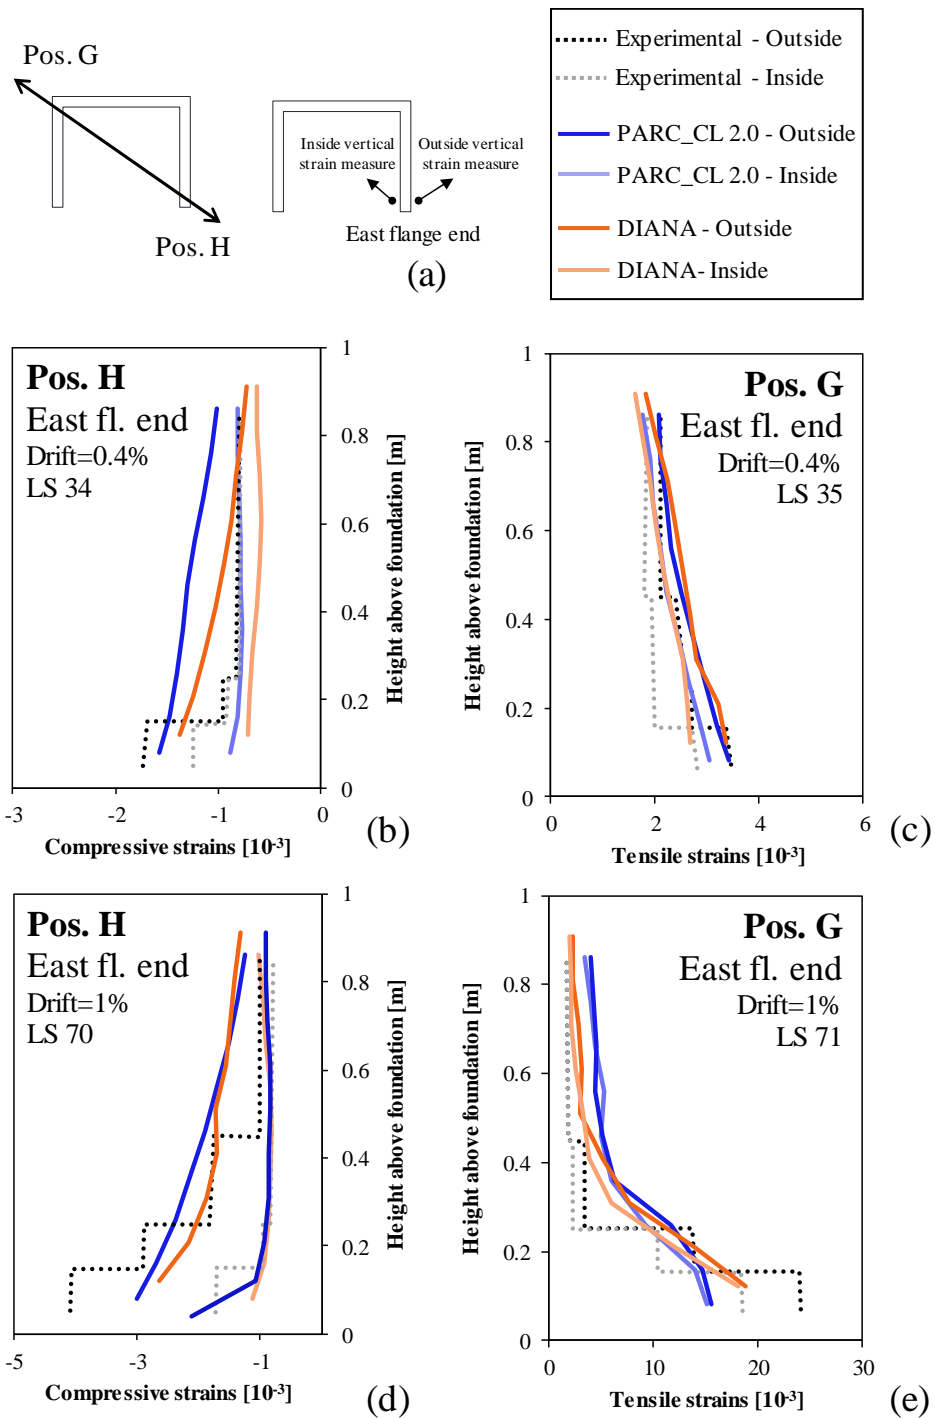 Pos. G
Pos. H
Inside vertical
strain measure
Outside vertical
strain measure
East flange end
(a)
Experimental - Outside
Experimental - Inside
PARC_CL 2.0 - Outside
PARC_CL 2.0 - Inside
DIANA - Outside
DIANA- Inside
Pos. H
East fl. end
Drift=0.4%
LS 34
1
0.8
0.6
0.4
0.2
0
Height above foundation [m]
-3
-2
-1
0
Compressive strains [10-3]
(b)
Pos. G
East fl. end
Drift=0.4%
LS 35
1
0.8
0.6
0.4
0.2
0
Height above foundation [m]
0
2
4
6
Tensile strains [10-3]
(c)
Pos. H
East fl. end
Drift=1%
LS 70
1
0.8
0.6
0.4
0.2
0
Height above foundation [m]
-5
-3
-1
Compressive strains [10-3]
(d)
Pos. G
East fl. end
Drift=1%
LS 71
1
0.8
0.6
0.4
0.2
0
Height above foundation [m]
0
10
20
30
Tensile strains [10-3]
(e)